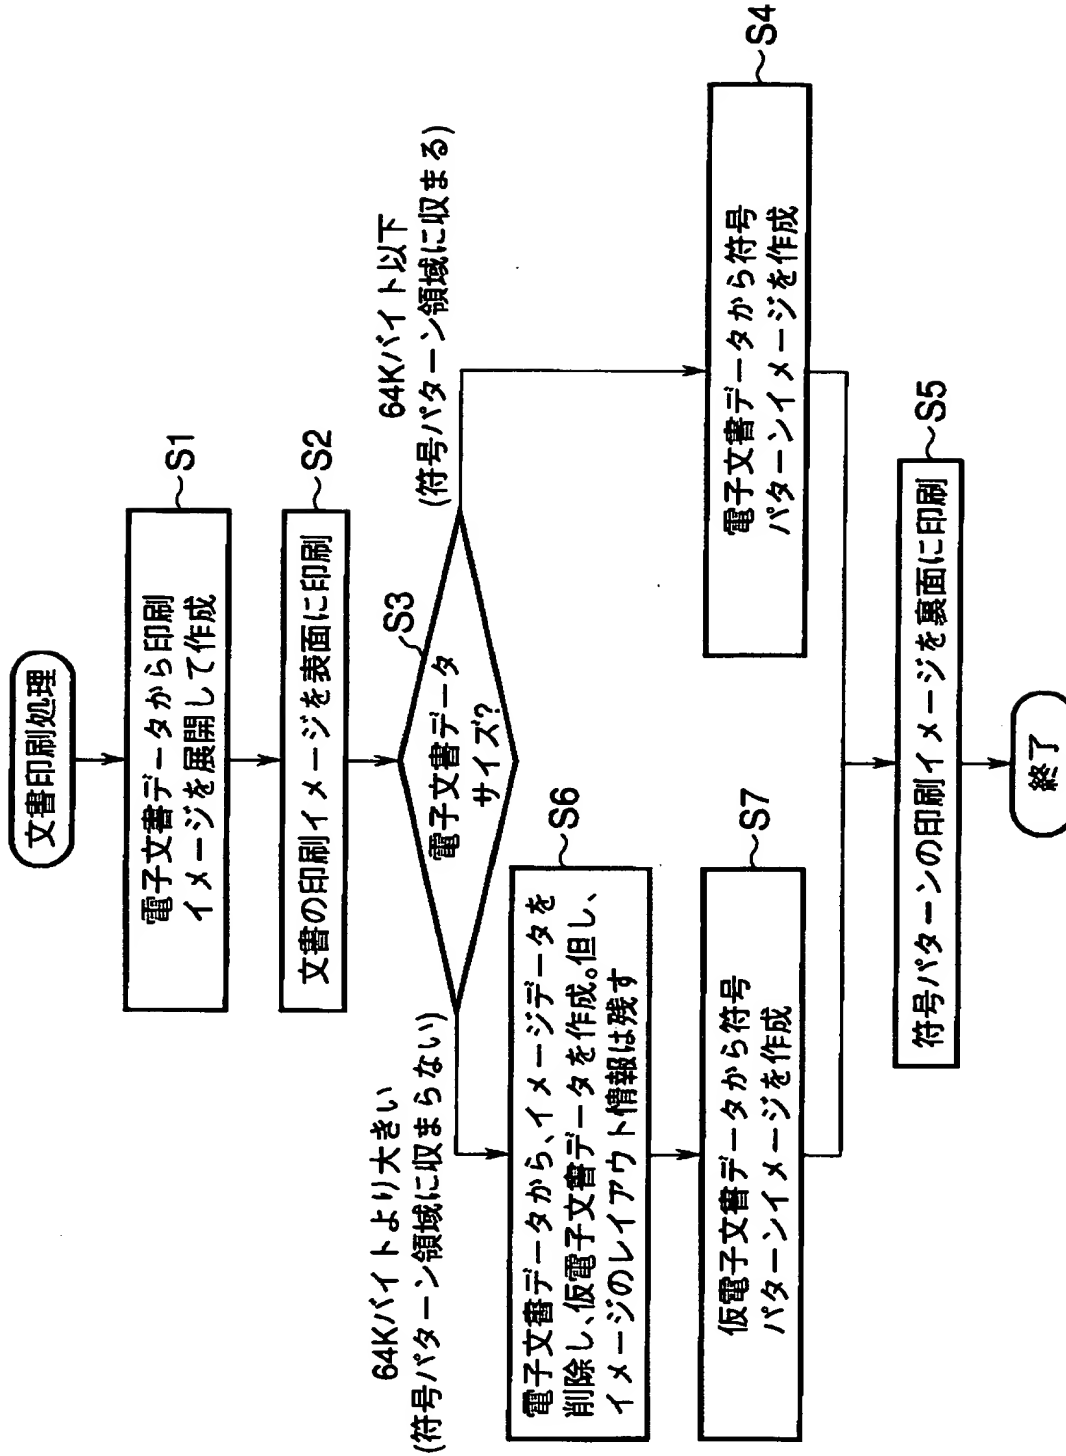 文書印刷処理
電子文書データから印刷
イメージを展開して作成
S1
文書の印刷イメージを表面に印刷
S2
電子文書データ
サイズ?
S3
64Kバイトより大きい
(符号パターン領域に収まらない)
64Kバイト以下
(符号パターン領域に収まる)
電子文書データから、イメージデータを
削除し、仮電子文書データを作成。但し、
イメージのレイアウト情報は残す
S6
仮電子文書データから符号
パターンイメージを作成
S7
電子文書データから符号
パターンイメージを作成
S4
符号パターンの印刷イメージを裏面に印刷
S5
終了